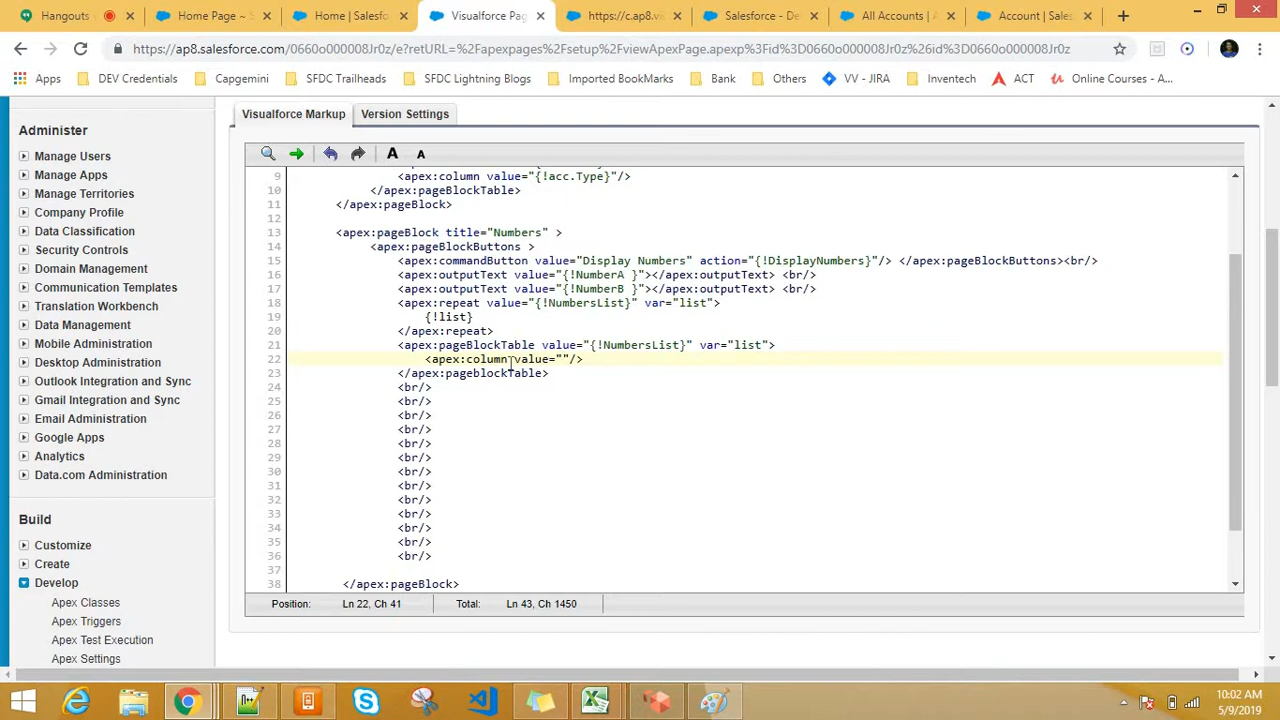 Hangouts
Home Page ~ S
Home | Salesfo
Visualforce Pag
https://c.ap8.vi
Salesforce - De
All Accounts | A
Account | Sales
https://ap8.salesforce.com/0660o000008Jr0z/e?retURL=%2Fapexpages%2Fsetup%2FviewApexPage.apexp%3Fid%3D0660o000008Jr0z%26id%3D0660o000008Jr0z
Apps
DEV Credentials
Capgemini
SFDC Trailheads
SFDC Lightning Blogs
Imported BookMarks
Bank
Others
VV - JIRA
Inventech
ACT
Online Courses - A...
Administer
Manage Users
Manage Apps
Manage Territories
Company Profile
Data Classification
Security Controls
Domain Management
Communication Templates
Translation Workbench
Data Management
Mobile Administration
Desktop Administration
Outlook Integration and Sync
Gmail Integration and Sync
Email Administration
Google Apps
Analytics
Data.com Administration
Build
Customize
Create
Develop
Apex Classes
Apex Triggers
Apex Test Execution
Apex Settings
Visualforce Markup
Version Settings
A A
9 <apex:column value="{!acc.Type}"/>
10 </apex:pageBlockTable>
11 </apex:pageBlock>
12
13 <apex:pageBlock title="Numbers" >
14 <apex:pageBlockButtons >
15 <apex:commandButton value="Display Numbers" action="{!DisplayNumbers}"/> </apex:pageBlockButtons><br/>
16 <apex:outputText value="{!NumberA }"></apex:outputText> <br/>
17 <apex:outputText value="{!NumberB }"></apex:outputText> <br/>
18 <apex:repeat value="{!NumbersList}" var="list">
19 {!list}
20 </apex:repeat>
21 <apex:pageBlockTable value="{!NumbersList}" var="list">
22 <apex:column value=""/>
23 </apex:pageblockTable>
24 <br/>
25 <br/>
26 <br/>
27 <br/>
28 <br/>
29 <br/>
30 <br/>
31 <br/>
32 <br/>
33 <br/>
34 <br/>
35 <br/>
36 <br/>
37
38 </apex:pageBlock>
Position: Ln 22, Ch 41 Total: Ln 43, Ch 1450
10:02 AM
5/9/2019